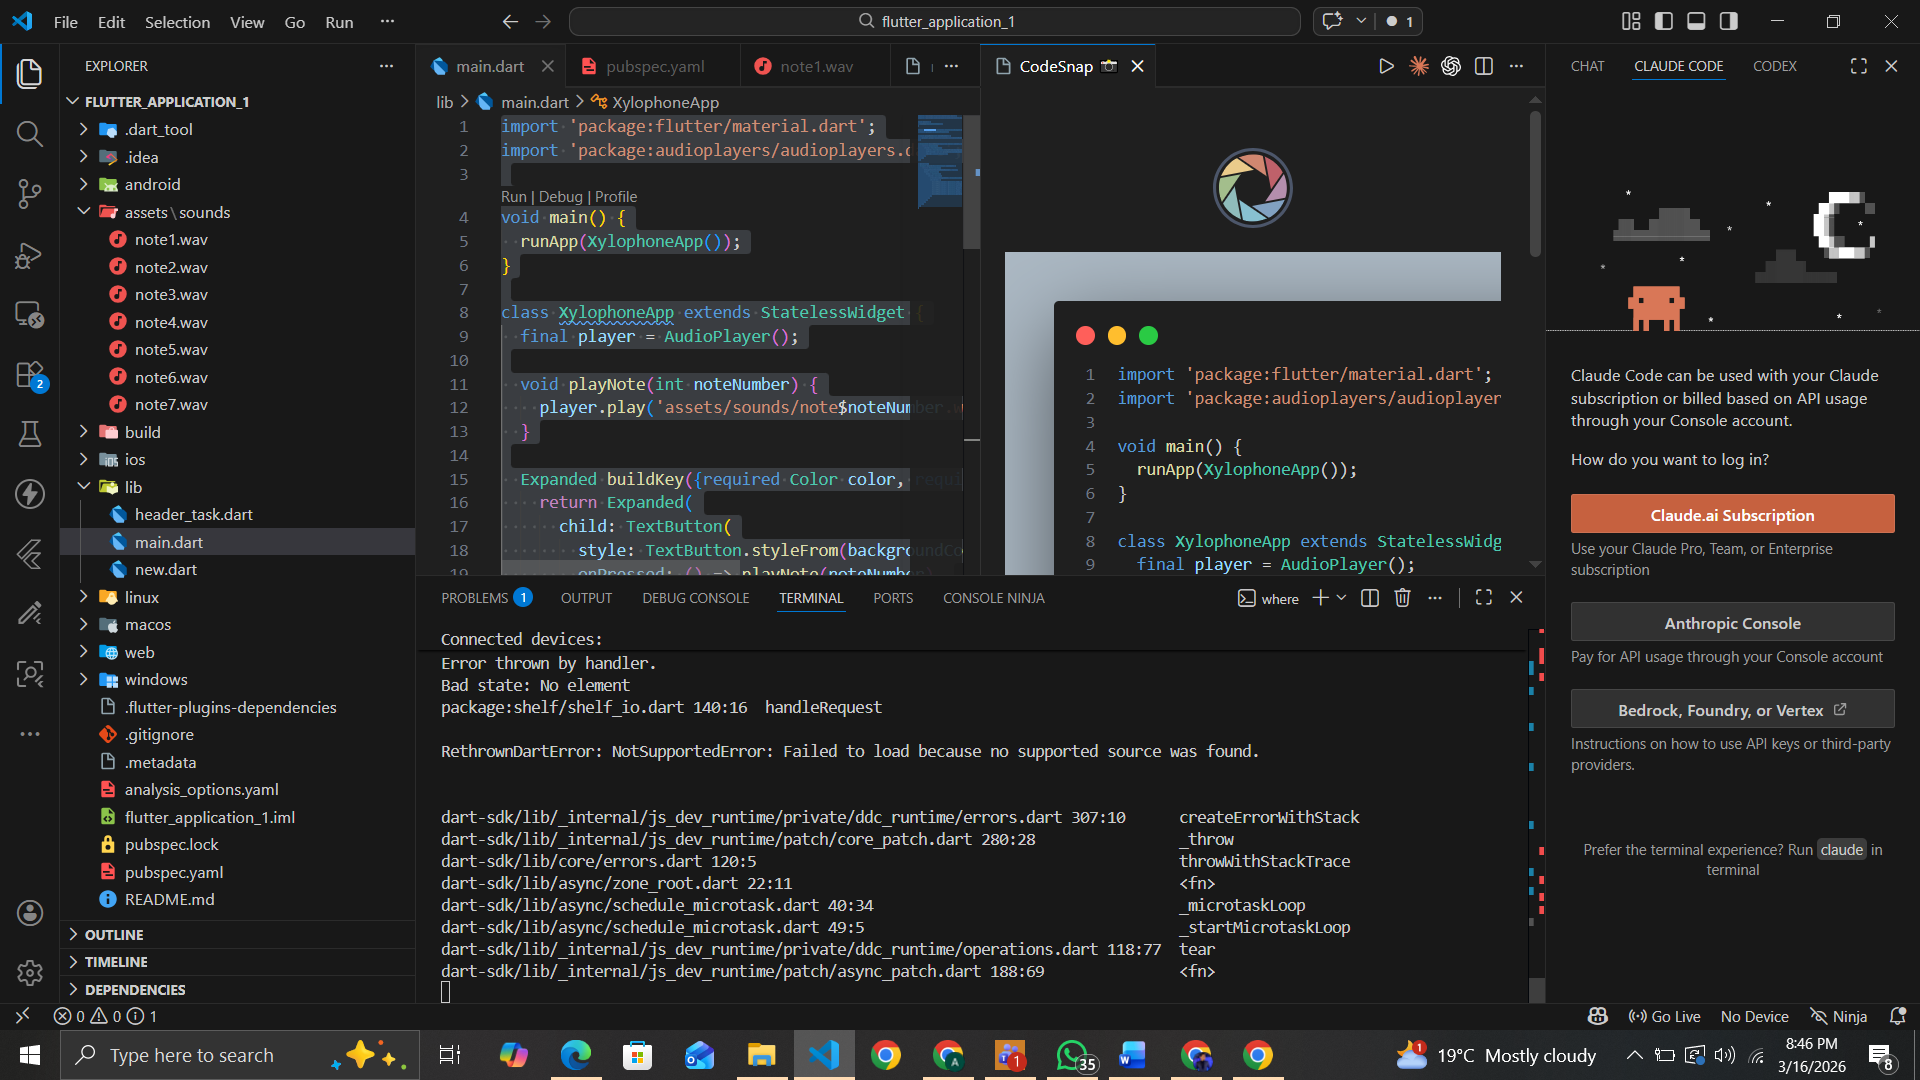 File Edit Selection View Go Run ···
flutter_application_1
1
EXPLORER
FLUTTER_APPLICATION_1
.dart_tool
.idea
android
assets\sounds
note1.wav
note2.wav
note3.wav
note4.wav
note5.wav
note6.wav
note7.wav
build
ios
lib
header_task.dart
main.dart
new.dart
linux
macos
web
windows
.flutter-plugins-dependencies
.gitignore
.metadata
analysis_options.yaml
flutter_application_1.iml
pubspec.lock
pubspec.yaml
README.md
OUTLINE
TIMELINE
DEPENDENCIES
2
main.dart
pubspec.yaml
note1.wav
lib > main.dart > XylophoneApp
1 import 'package:flutter/material.dart';
2 import 'package:audioplayers/audioplayers.d
3
Run | Debug | Profile
4 void main() {
5 runApp(XylophoneApp());
6 }
7
8 class XylophoneApp extends StatelessWidget {
9 final player = AudioPlayer();
10
11 void playNote(int noteNumber) {
12 player.play('assets/sounds/note$noteNumber.w
13 }
14
15 Expanded buildKey({required Color color, requi
16 return Expanded(
17 child: TextButton(
18 style: TextButton.styleFrom(backgroundCo
19 onPressed: () => playNote(noteNumber)
CodeSnap
1 import 'package:flutter/material.dart';
2 import 'package:audioplayers/audioplayer
3
4 void main() {
5 runApp(XylophoneApp());
6 }
7
8 class XylophoneApp extends StatelessWidg
9 final player = AudioPlayer();
PROBLEMS 1 OUTPUT DEBUG CONSOLE TERMINAL PORTS CONSOLE NINJA
where
Connected devices:
Error thrown by handler.
Bad state: No element
package:shelf/shelf_io.dart 140:16 handleRequest
RethrownDartError: NotSupportedError: Failed to load because no supported source was found.
dart-sdk/lib/_internal/js_dev_runtime/private/ddc_runtime/errors.dart 307:10 createErrorWithStack
dart-sdk/lib/_internal/js_dev_runtime/patch/core_patch.dart 280:28 _throw
dart-sdk/lib/core/errors.dart 120:5 throwWithStackTrace
dart-sdk/lib/async/zone_root.dart 22:11 <fn>
dart-sdk/lib/async/schedule_microtask.dart 40:34 _microtaskLoop
dart-sdk/lib/async/schedule_microtask.dart 49:5 _startMicrotaskLoop
dart-sdk/lib/_internal/js_dev_runtime/private/ddc_runtime/operations.dart 118:77 tear
dart-sdk/lib/_internal/js_dev_runtime/patch/async_patch.dart 188:69 <fn>
CHAT CLAUDE CODE CODEX
Claude Code can be used with your Claude
subscription or billed based on API usage
through your Console account.
How do you want to log in?
Claude.ai Subscription
Use your Claude Pro, Team, or Enterprise
subscription
Anthropic Console
Pay for API usage through your Console account
Bedrock, Foundry, or Vertex
Instructions on how to use API keys or third-party
providers.
Prefer the terminal experience? Run claude in
terminal
0 0 1
Go Live No Device Ninja
Type here to search
1
35
1
19°C Mostly cloudy
8:46 PM
3/16/2026
8